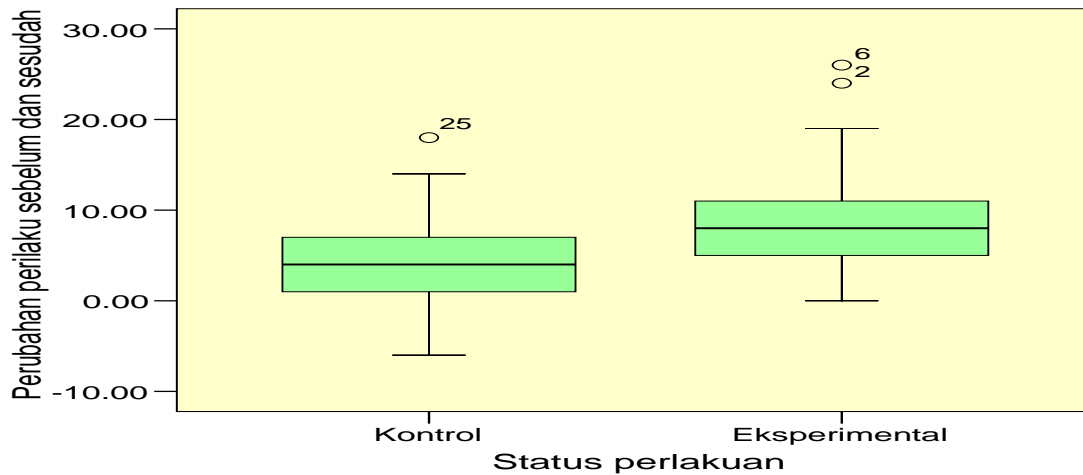 Perubahan perilaku sebelum dan sesudah
30.00
20.00
10.00
0.00
-10.00
25
6
2
Kontrol
Eksperimental
Status perlakuan